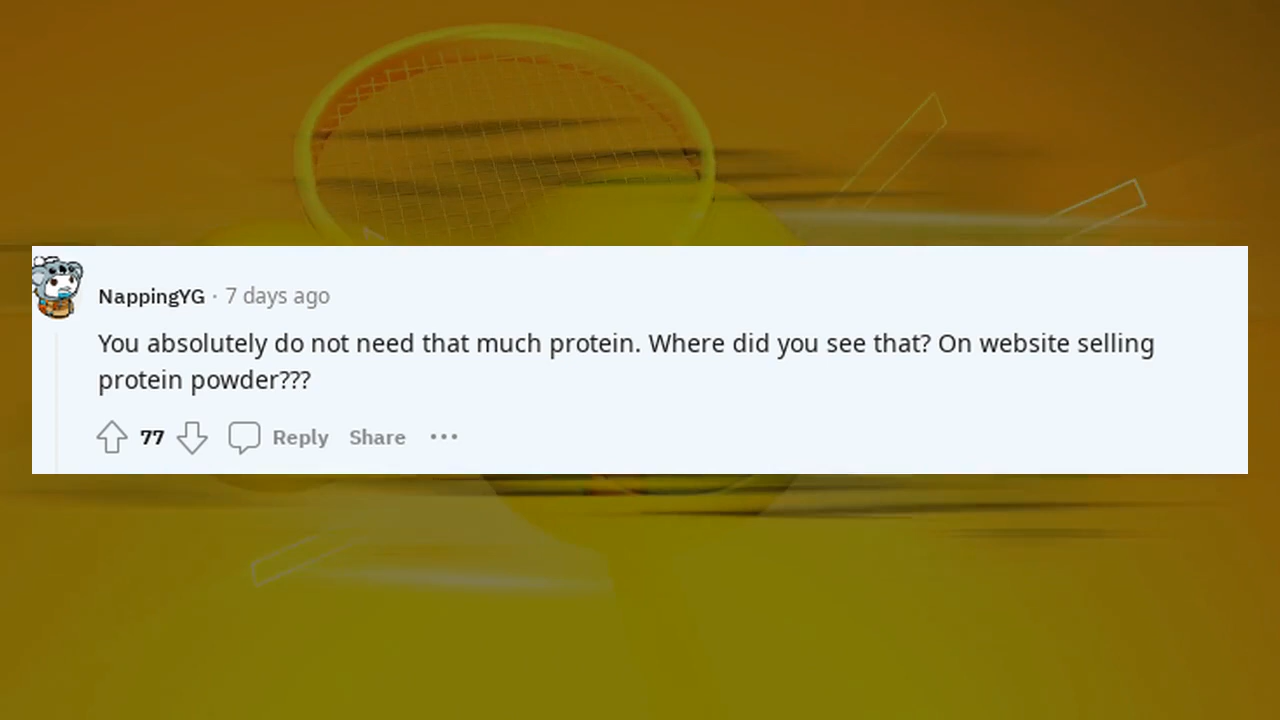 NappingYG · 7 days ago
You absolutely do not need that much protein. Where did you see that? On website selling
protein powder???
77 Reply Share